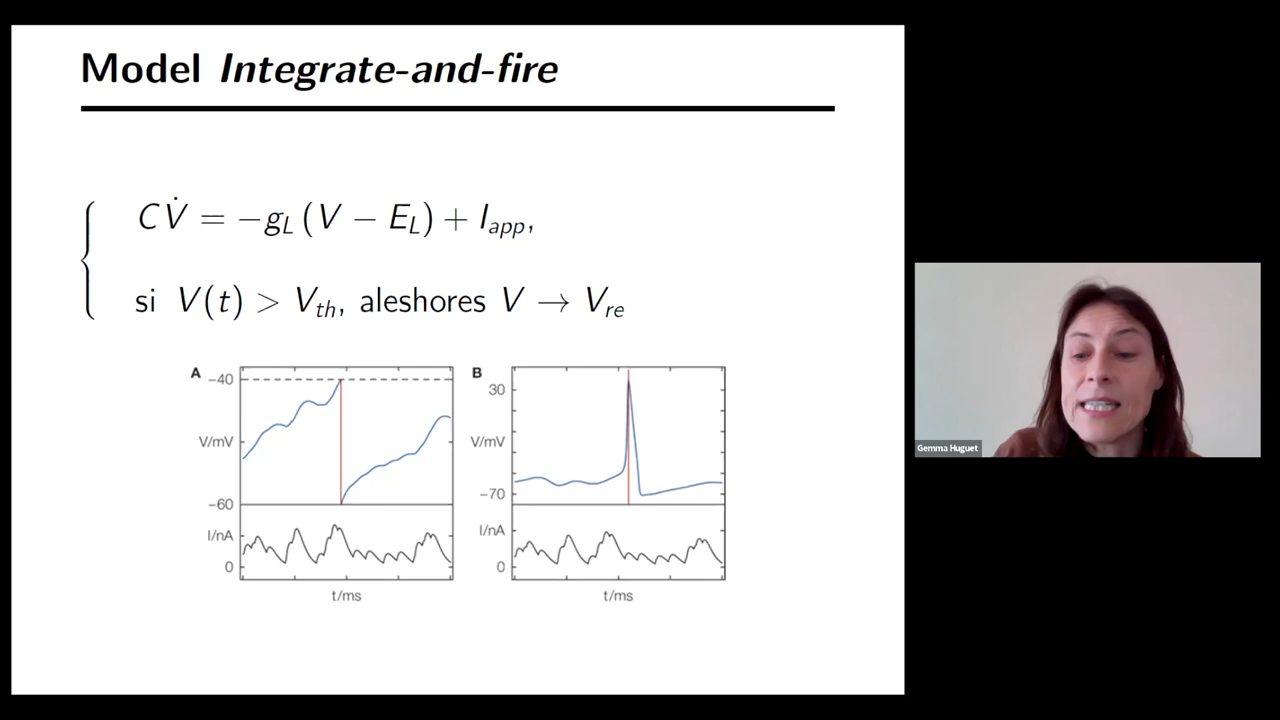 Model Integrate-and-fire
C V̇ = −g_L (V − E_L) + I_app,
si V(t) > V_th, aleshores V → V_re
A
−40
V/mV
−60
I/nA
0
t/ms
B
30
V/mV
−70
I/nA
0
t/ms
Gemma Huguet